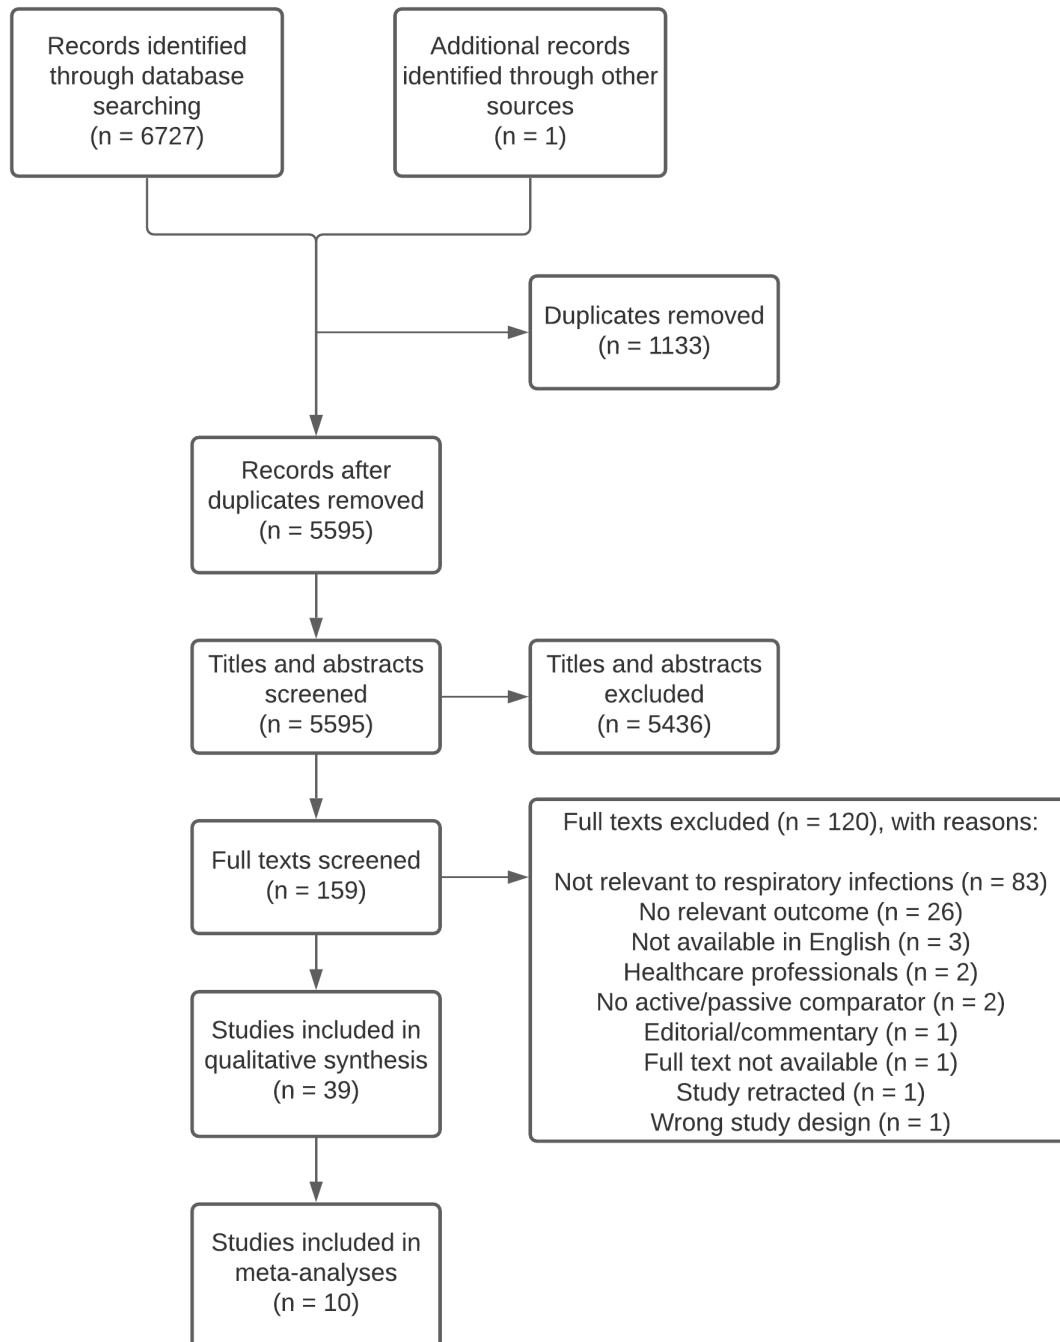 Records identified
through database
searching
(n = 6727)
Additional records
identified through other
sources
(n = 1)
Duplicates removed
(n = 1133)
Records after
duplicates removed
(n = 5595)
Titles and abstracts
screened
(n = 5595)
Titles and abstracts
excluded
(n = 5436)
Full texts screened
(n = 159)
Full texts excluded (n = 120), with reasons:
Not relevant to respiratory infections (n = 83)
No relevant outcome (n = 26)
Not available in English (n = 3)
Healthcare professionals (n = 2)
No active/passive comparator (n = 2)
Editorial/commentary (n = 1)
Full text not available (n = 1)
Study retracted (n = 1)
Wrong study design (n = 1)
Studies included in
qualitative synthesis
(n = 39)
Studies included in
meta-analyses
(n = 10)